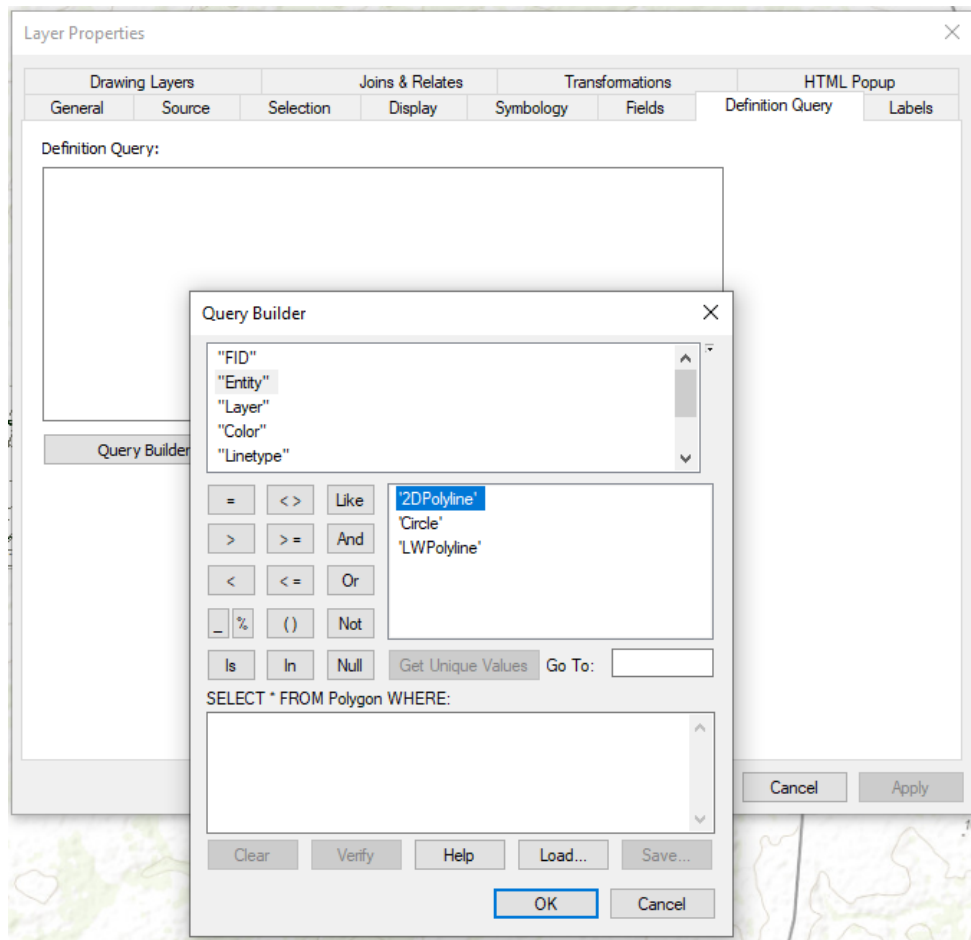 Layer Properties
Drawing Layers Joins & Relates Transformations HTML Popup
General Source Selection Display Symbology Fields Definition Query Labels
Definition Query:
Query Builder
Query Builder
"FID"
"Entity"
"Layer"
"Color"
"Linetype"
= < > Like
> > = And
< < = Or
_ % ( ) Not
Is In Null
'2DPolyline'
'Circle'
'LWPolyline'
Get Unique Values Go To:
SELECT * FROM Polygon WHERE:
Clear Verify Help Load... Save...
OK Cancel
Cancel Apply